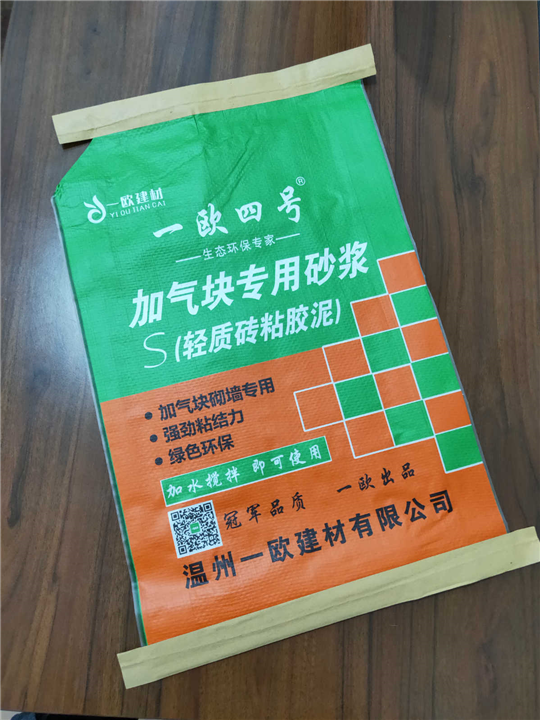 一欧建材
YI OU JIAN CAI
一欧四号®
生态环保专家
加气块专用砂浆
S(轻质砖粘胶泥)
• 加气块砌墙专用
• 强劲粘结力
• 绿色环保
加水搅拌 即可使用
冠军品质 一欧出品
温州一欧建材有限公司